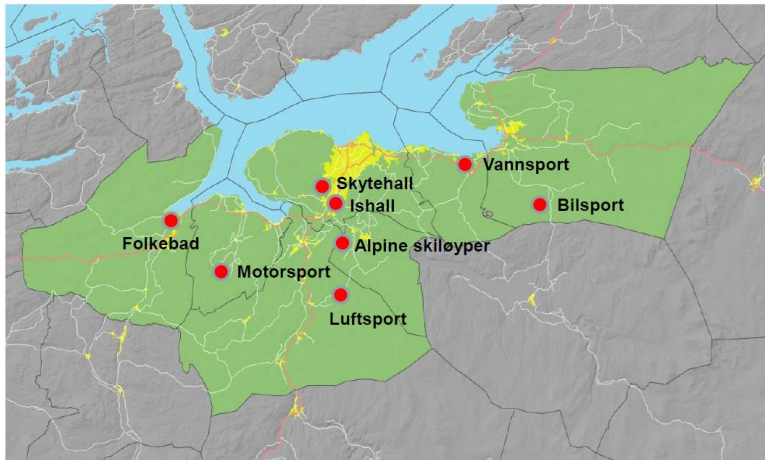 Vannsport
Skytehall
Ishall
Bilsport
Folkebad
Alpine skiløyper
Motorsport
Luftsport